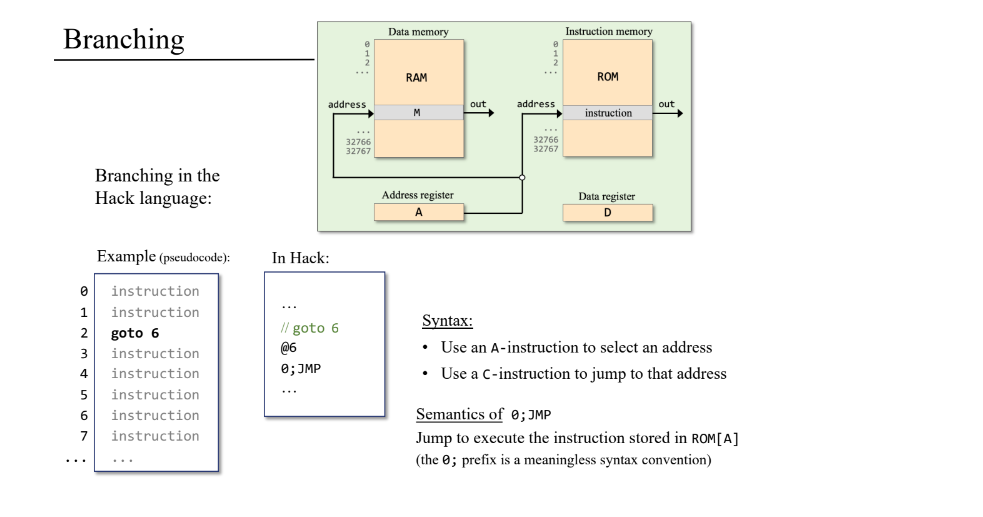 Branching
Data memory
Instruction memory
0
1
2
...
RAM
0
1
2
...
ROM
address
M
out
address
instruction
out
...
32766
32767
...
32766
32767
Address register
A
Data register
D
Branching in the
Hack language:
Example (pseudocode):
0 instruction
1 instruction
2 goto 6
3 instruction
4 instruction
5 instruction
6 instruction
7 instruction
... ...
In Hack:
...
// goto 6
@6
0;JMP
...
Syntax:
• Use an A-instruction to select an address
• Use a C-instruction to jump to that address
Semantics of 0;JMP
Jump to execute the instruction stored in ROM[A]
(the 0; prefix is a meaningless syntax convention)